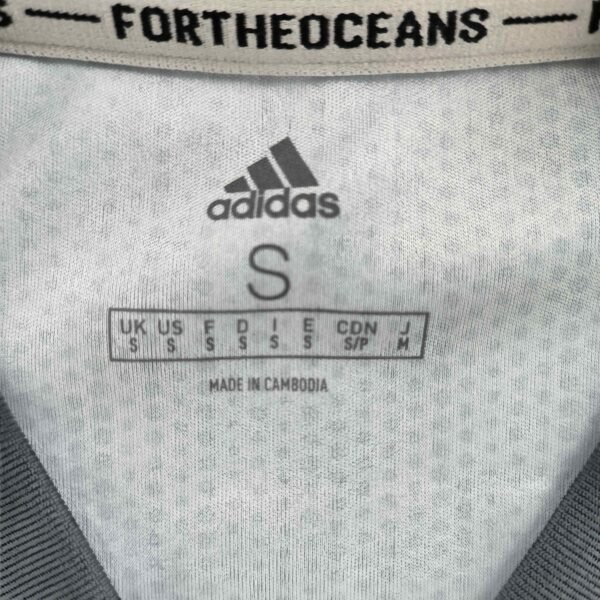 FORTHEOCEANS
adidas
S
UK US F D I E CDN J
S S S S S S S/P M
MADE IN CAMBODIA